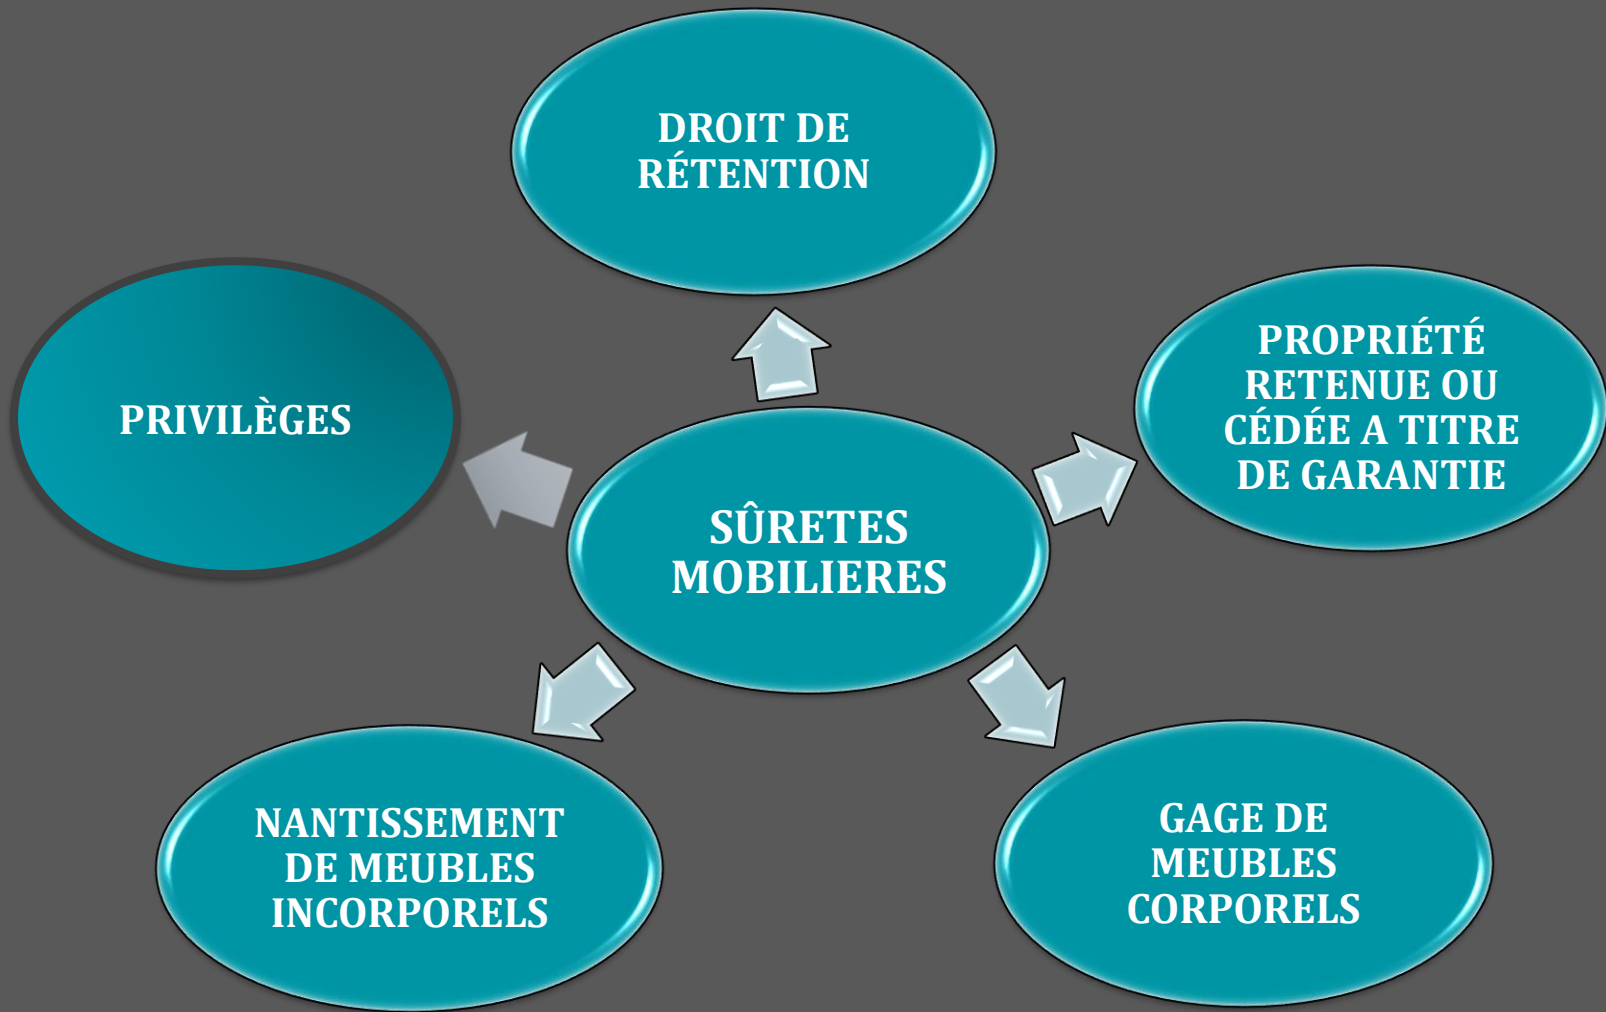 DROIT DE
RÉTENTION
PROPRIÉTÉ
RETENUE OU
CÉDÉE A TITRE
DE GARANTIE
PRIVILÈGES
SÛRETES
MOBILIERES
NANTISSEMENT
DE MEUBLES
INCORPORELS
GAGE DE
MEUBLES
CORPORELS